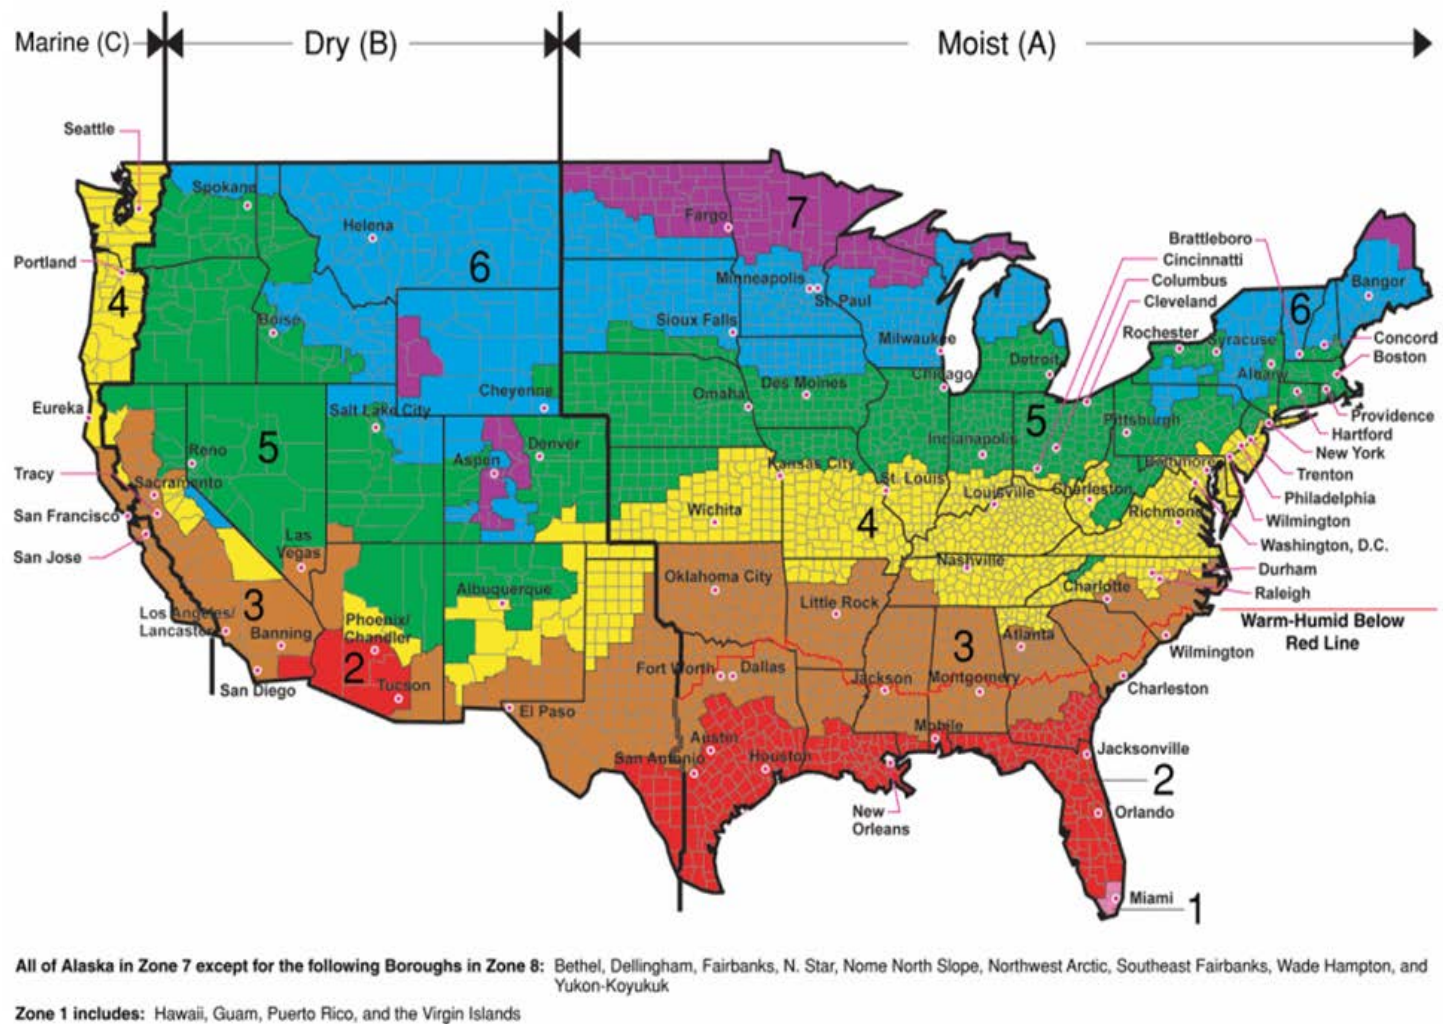 Marine (C)
Dry (B)
Moist (A)
Seattle
Spokane
Helena
Fargo
7
Brattleboro
Cincinnatti
Columbus
Cleveland
Portland
6
Minneapolis
St. Paul
Bangor
4
Boise
Sioux Falls
Milwaukee
Rochester
Syracuse
6
Concord
Boston
Detroit
Chicago
Albany
Cheyenne
Omaha
Des Moines
Eureka
Salt Lake City
5
Pittsburgh
Providence
Hartford
New York
Reno
5
Denver
Indianapolis
Tracy
Aspen
Kansas City
Baltimore
Trenton
Sacramento
St. Louis
Louisville
Charleston
Philadelphia
San Francisco
Wichita
4
Richmond
Wilmington
San Jose
Las
Vegas
Washington, D.C.
Nashville
Durham
Oklahoma City
Albuquerque
Charlotte
Raleigh
3
Los Angeles/
Lancaster
Little Rock
Phoenix/
Chandler
Banning
Atlanta
Warm-Humid Below
Red Line
3
2
Fort Worth
Dallas
Jackson
Montgomery
Wilmington
Tucson
San Diego
Charleston
El Paso
Mobile
Austin
San Antonio
Houston
Jacksonville
2
New
Orleans
Orlando
Miami
1
All of Alaska in Zone 7 except for the following Boroughs in Zone 8: Bethel, Dellingham, Fairbanks, N. Star, Nome North Slope, Northwest Arctic, Southeast Fairbanks, Wade Hampton, and
Yukon-Koyukuk
Zone 1 includes: Hawaii, Guam, Puerto Rico, and the Virgin Islands